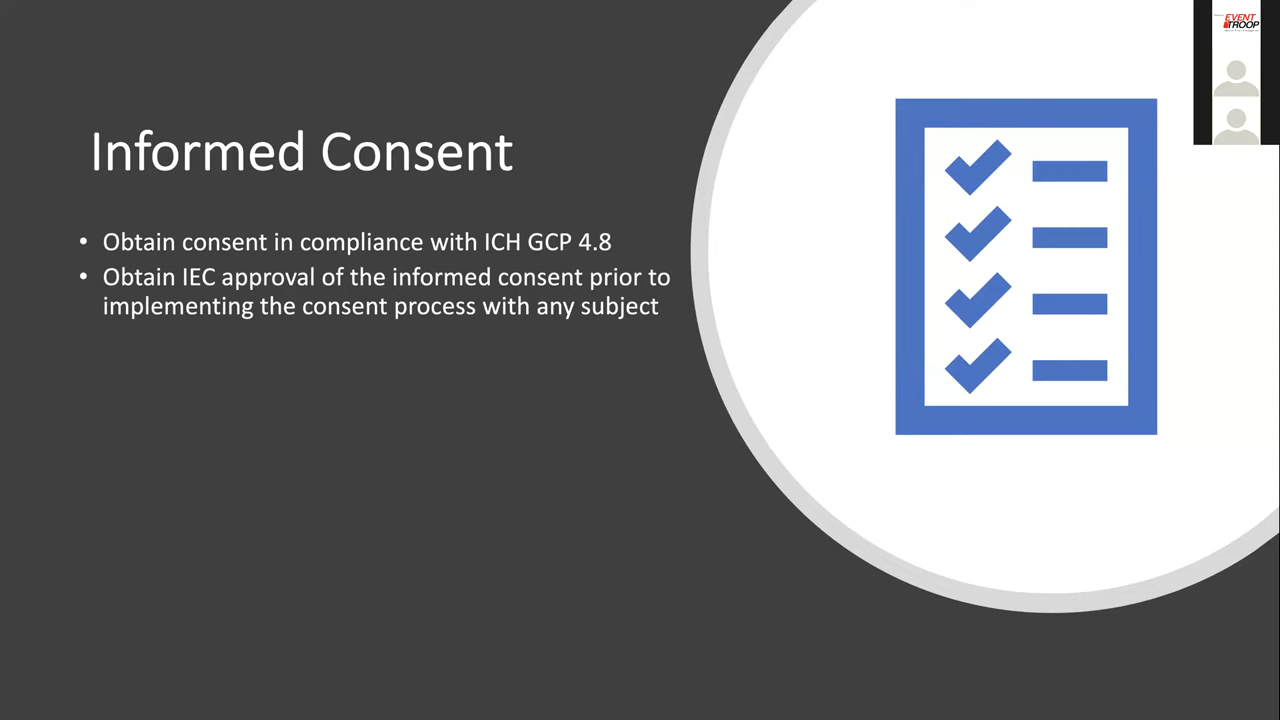 Informed Consent
• Obtain consent in compliance with ICH GCP 4.8
• Obtain IEC approval of the informed consent prior to
implementing the consent process with any subject
EVENT
TROOP